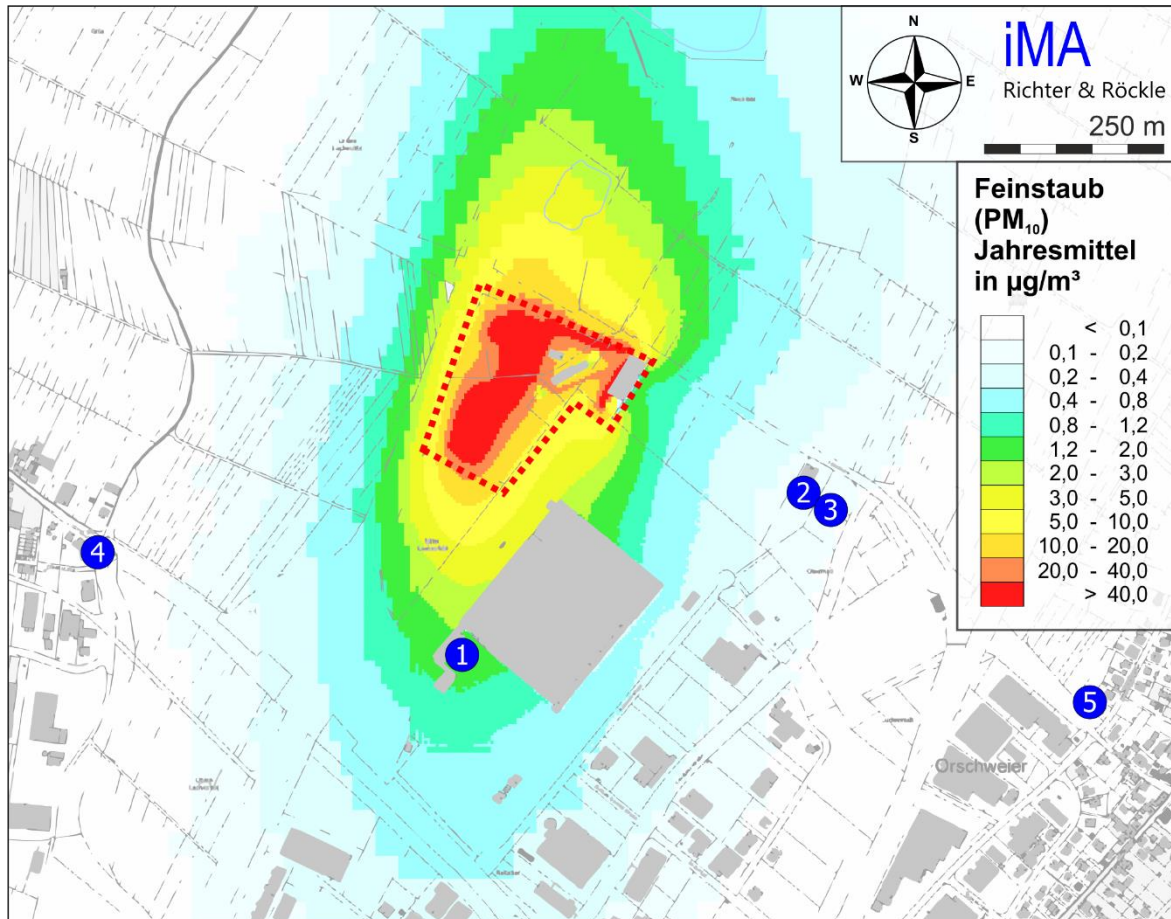 N
W
E
S
iMA
Richter & Röckle
250 m
Feinstaub
(PM₁₀)
Jahresmittel
in µg/m³
< 0,1
0,1 - 0,2
0,2 - 0,4
0,4 - 0,8
0,8 - 1,2
1,2 - 2,0
2,0 - 3,0
3,0 - 5,0
5,0 - 10,0
10,0 - 20,0
20,0 - 40,0
> 40,0
2
3
4
1
5
Orschweier